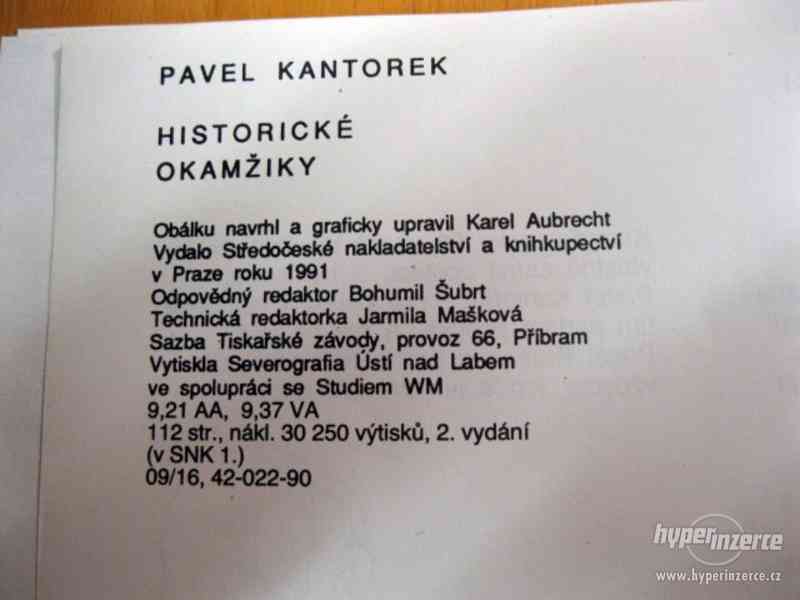 PAVEL KANTOREK
HISTORICKÉ
OKAMŽIKY
Obálku navrhl a graficky upravil Karel Aubrecht
Vydalo Středočeské nakladatelství a knihkupectví
v Praze roku 1991
Odpovědný redaktor Bohumil Šubrt
Technická redaktorka Jarmila Mašková
Sazba Tiskařské závody, provoz 66, Příbram
Vytiskla Severografia Ústí nad Labem
ve spolupráci se Studiem WM
9,21 AA, 9,37 VA
112 str., nákl. 30 250 výtisků, 2. vydání
(v SNK 1.)
09/16, 42-022-90
hyperinzerce
www.hyperinzerce.cz